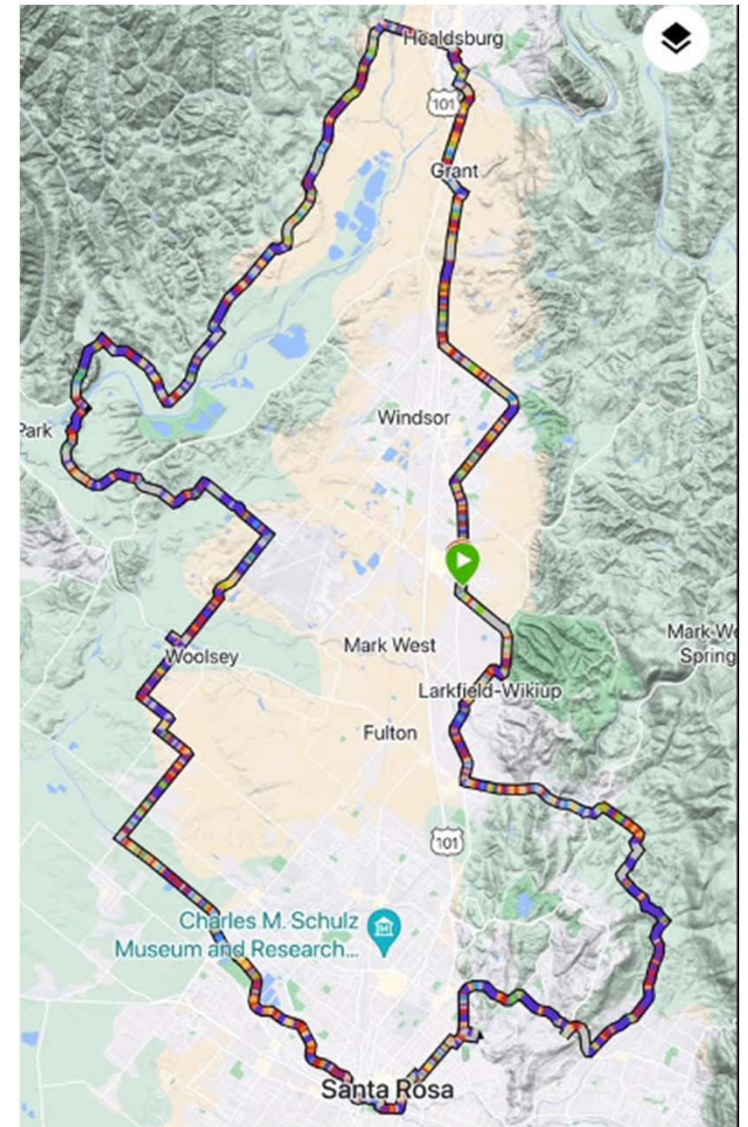 Healdsburg
101
Grant
Windsor
Park
Mark West
Mark We
Spring
Woolsey
Larkfield-Wikiup
Fulton
101
Charles M. Schulz
Museum and Research...
Santa Rosa